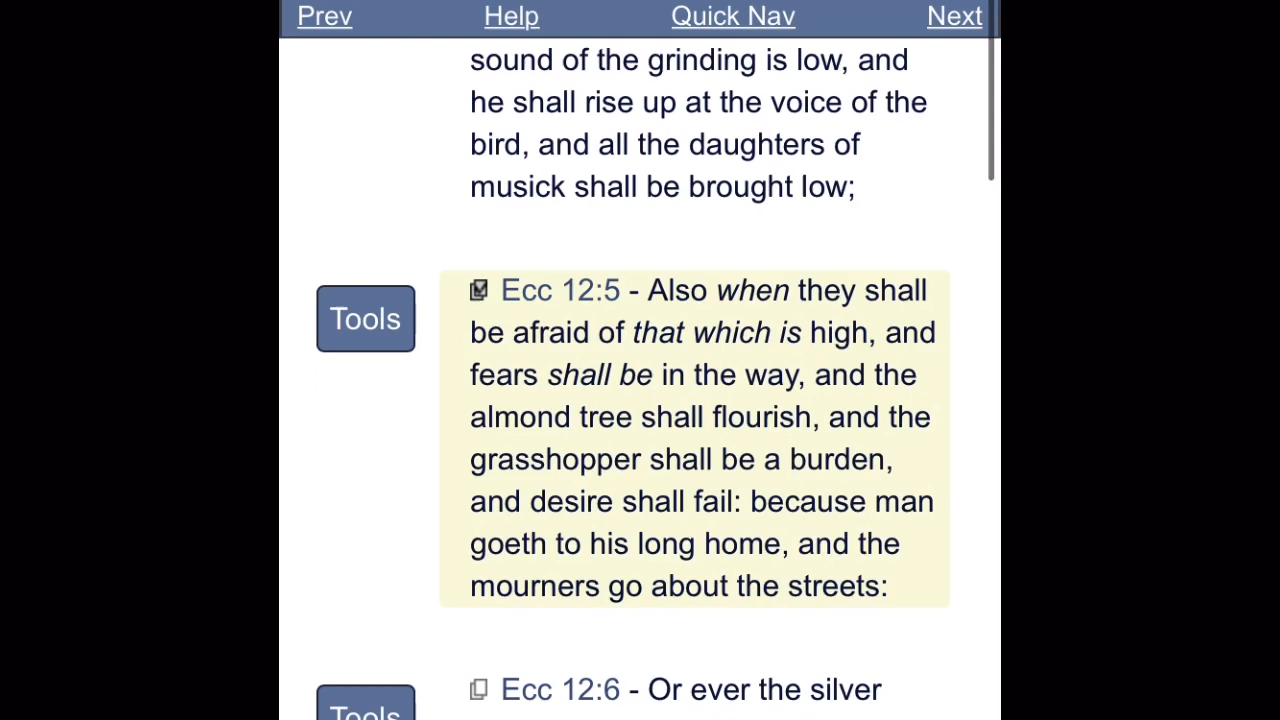 Prev Help Quick Nav Next
sound of the grinding is low, and
he shall rise up at the voice of the
bird, and all the daughters of
musick shall be brought low;
Tools
Ecc 12:5 - Also when they shall
be afraid of that which is high, and
fears shall be in the way, and the
almond tree shall flourish, and the
grasshopper shall be a burden,
and desire shall fail: because man
goeth to his long home, and the
mourners go about the streets:
Tools
Ecc 12:6 - Or ever the silver